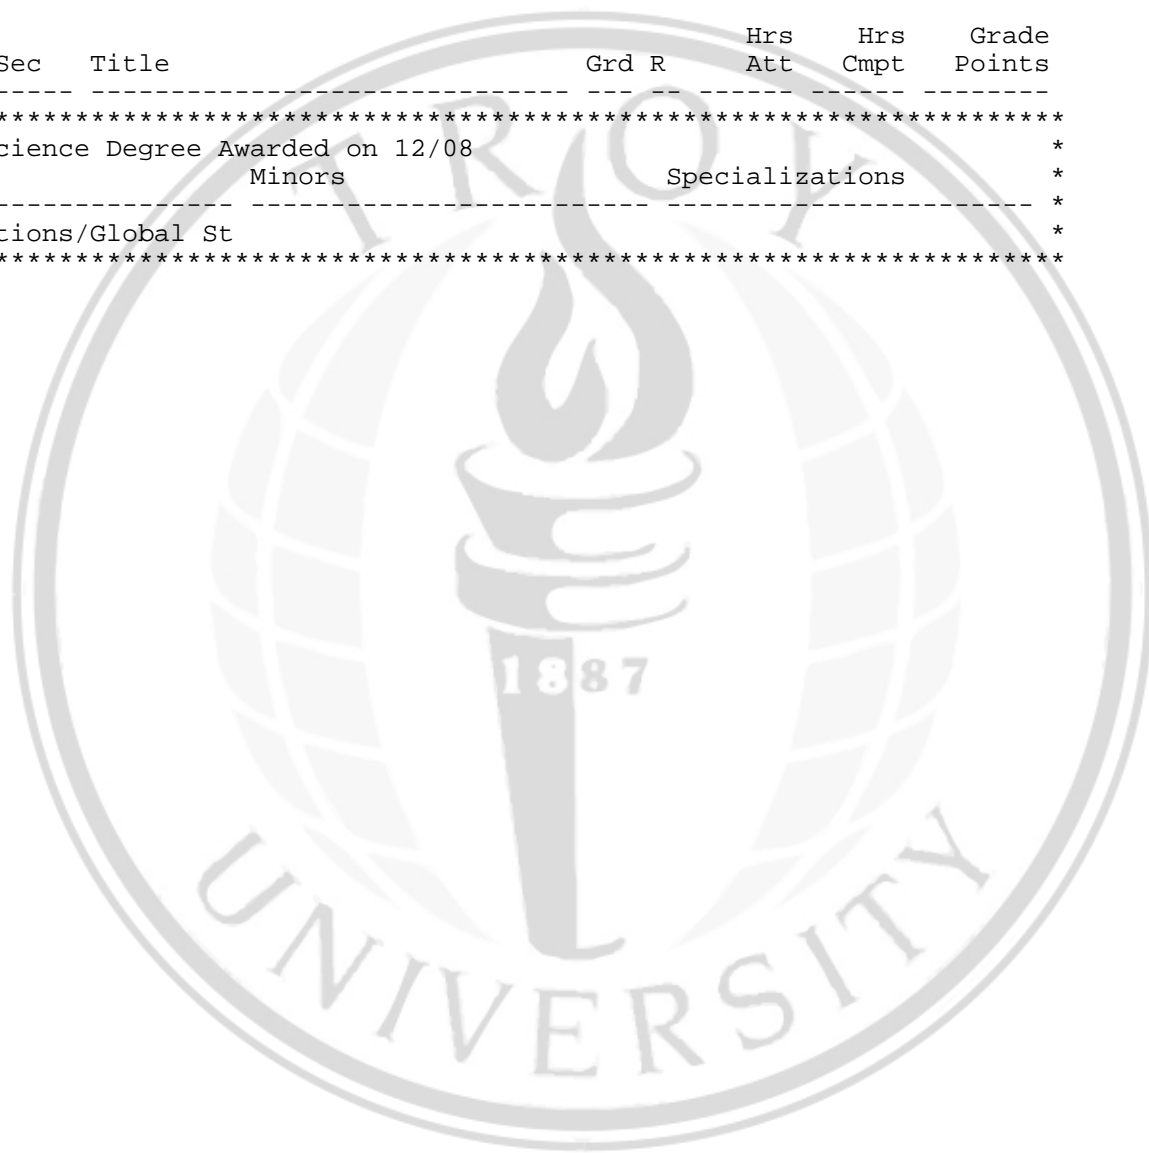 Hrs Hrs Grade
Sec Title Grd R Att Cmpt Points
----- ------------------------------ --- -- ------ ------ --------
*******************************************************************
cience Degree Awarded on 12/08 *
Minors Specializations *
--------------- ------------------------- ----------------------- *
tions/Global St *
*******************************************************************
TROY
1887
UNIVERSITY